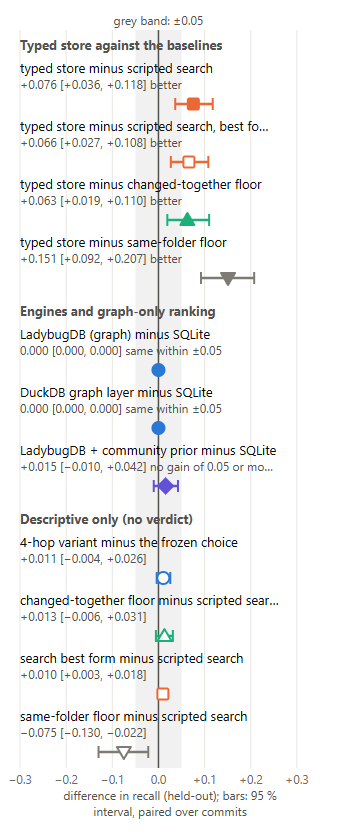 grey band: ±0.05
Typed store against the baselines
typed store minus scripted search
+0.076 [+0.036, +0.118] better
typed store minus scripted search, best fo…
+0.066 [+0.027, +0.108] better
typed store minus changed-together floor
+0.063 [+0.019, +0.110] better
typed store minus same-folder floor
+0.151 [+0.092, +0.207] better
Engines and graph-only ranking
LadybugDB (graph) minus SQLite
0.000 [0.000, 0.000] same within ±0.05
DuckDB graph layer minus SQLite
0.000 [0.000, 0.000] same within ±0.05
LadybugDB + community prior minus SQLite
+0.015 [−0.010, +0.042] no gain of 0.05 or mo…
Descriptive only (no verdict)
4-hop variant minus the frozen choice
+0.011 [−0.004, +0.026]
changed-together floor minus scripted sear…
+0.013 [−0.006, +0.031]
search best form minus scripted search
+0.010 [+0.003, +0.018]
same-folder floor minus scripted search
−0.075 [−0.130, −0.022]
−0.3 −0.2 −0.1 0.0 +0.1 +0.2 +0.3
difference in recall (held-out); bars: 95 %
interval, paired over commits